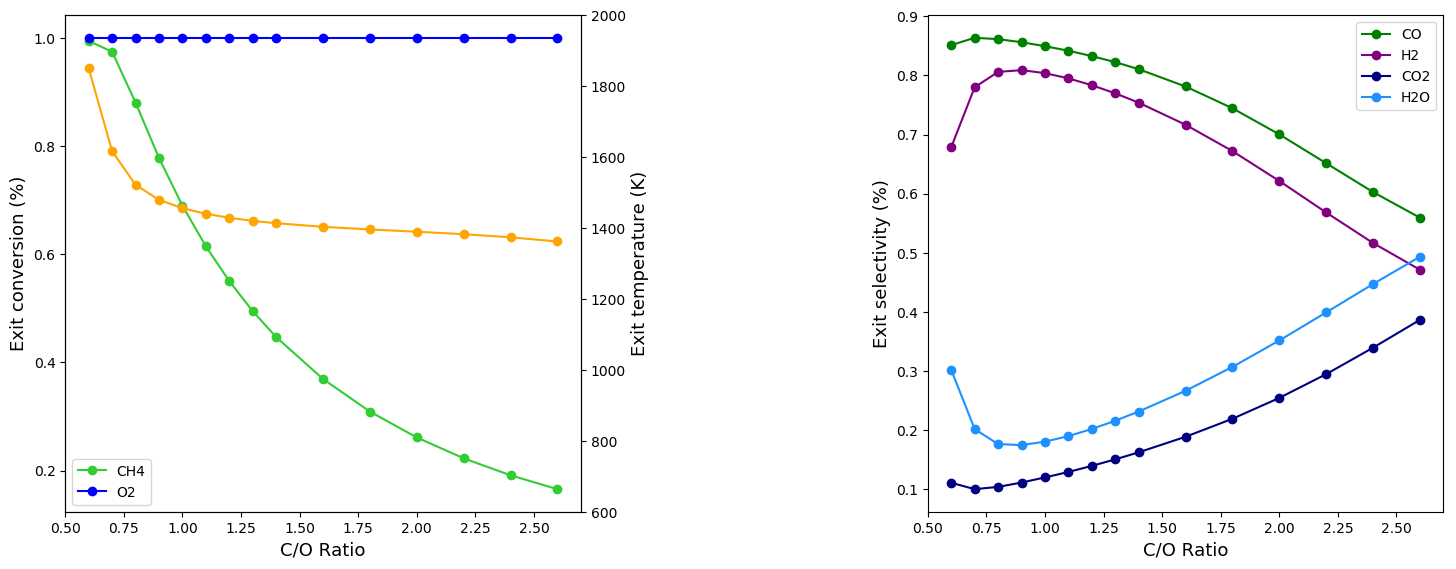 1.0
0.8
0.6
0.4
0.2
Exit conversion (%)
0.50 0.75 1.00 1.25 1.50 1.75 2.00 2.25 2.50
C/O Ratio
CH4
O2
2000
1800
1600
1400
1200
1000
800
600
Exit temperature (K)
0.9
0.8
0.7
0.6
0.5
0.4
0.3
0.2
0.1
Exit selectivity (%)
0.50 0.75 1.00 1.25 1.50 1.75 2.00 2.25 2.50
C/O Ratio
CO
H2
CO2
H2O